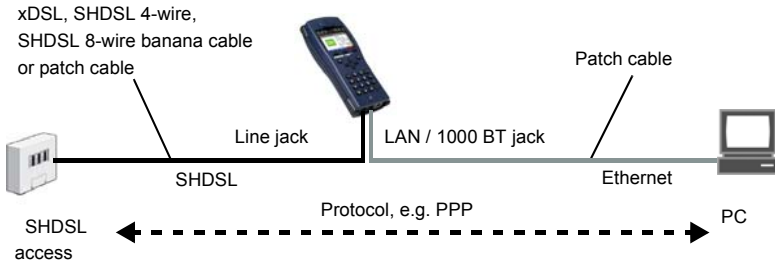 xDSL, SHDSL 4-wire,
SHDSL 8-wire banana cable
or patch cable
Patch cable
Line jack
LAN / 1000 BT jack
SHDSL
Ethernet
Protocol, e.g. PPP
PC
SHDSL
access